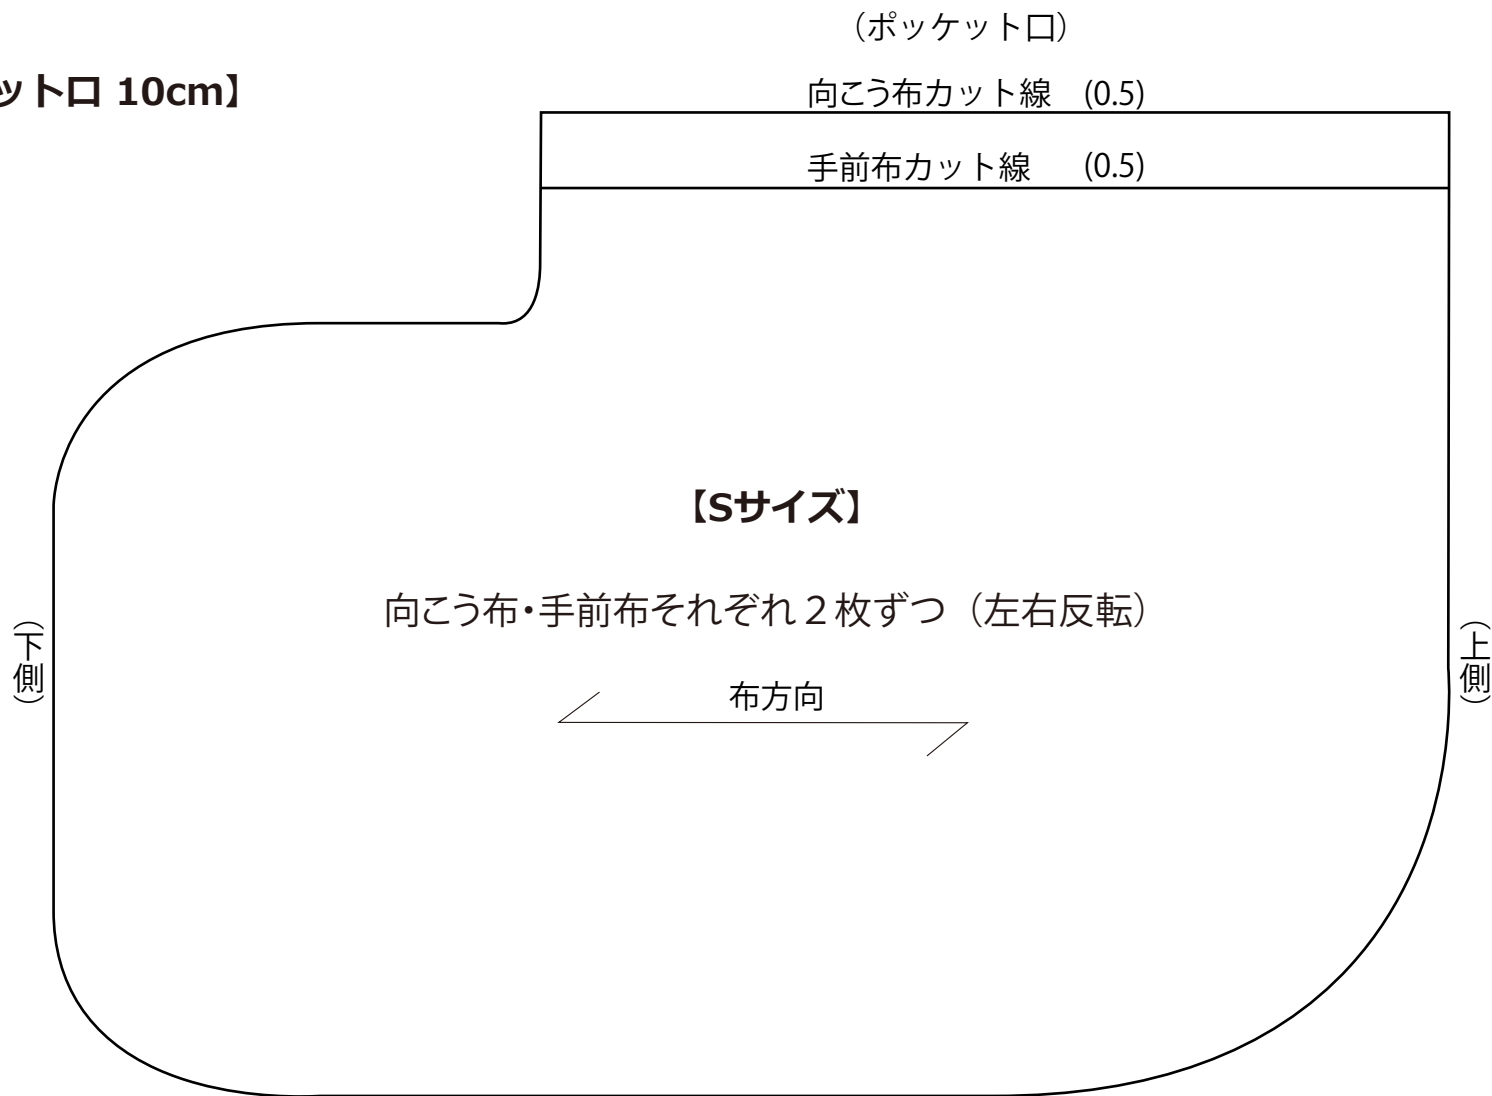 （ポッケット口）
ットロ 10cm】
向こう布カット線　(0.5)
手前布カット線　(0.5)
【Sサイズ】
向こう布・手前布それぞれ２枚ずつ（左右反転）
（下側）
（上側）
布方向